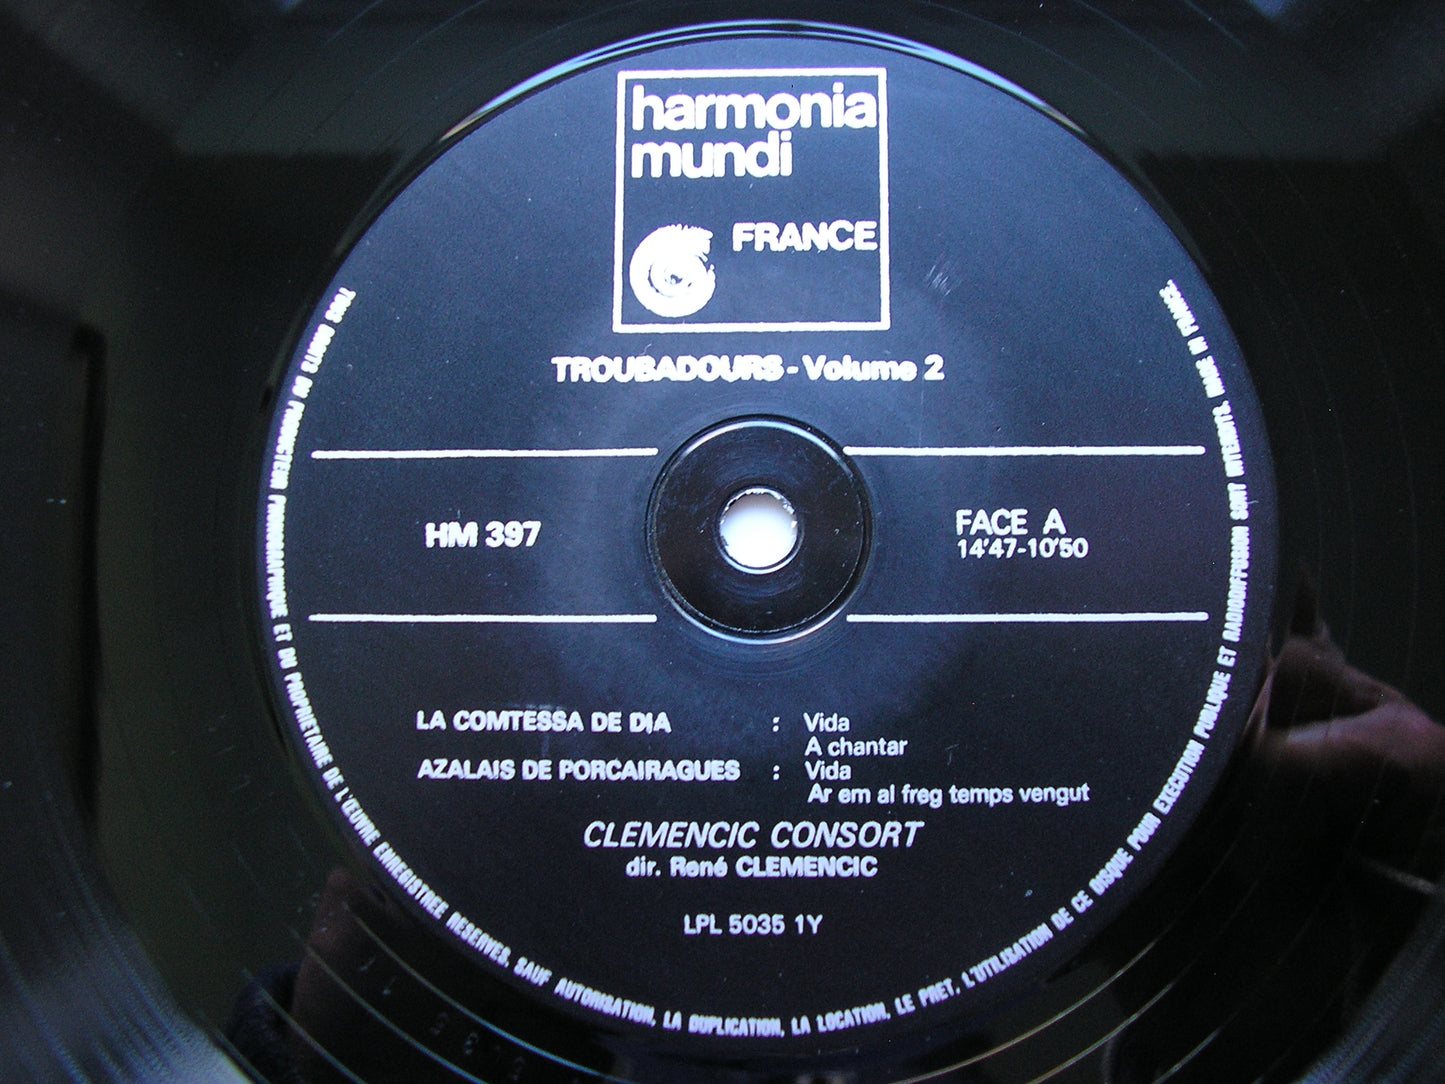 harmonia
mundi
FRANCE
TROUBADOURS - Volume 2
HM 397
FACE A
14'47-10'50
LA COMTESSA DE DIA : Vida
A chantar
AZALAIS DE PORCAIRAGUES : Vida
Ar em al freg temps vengut
CLEMENCIC CONSORT
dir. René CLEMENCIC
LPL 5035 1Y
TOUS DROITS DU PRODUCTEUR PHONOGRAPHIQUE ET DU PROPRIETAIRE DE L'ŒUVRE ENREGISTREE RESERVES. SAUF AUTORISATION, LA DUPLICATION, LA LOCATION, LE PRET, L'UTILISATION DE CE DISQUE POUR EXECUTION PUBLIQUE ET RADIODIFFUSION SONT INTERDITS. MADE IN FRANCE.